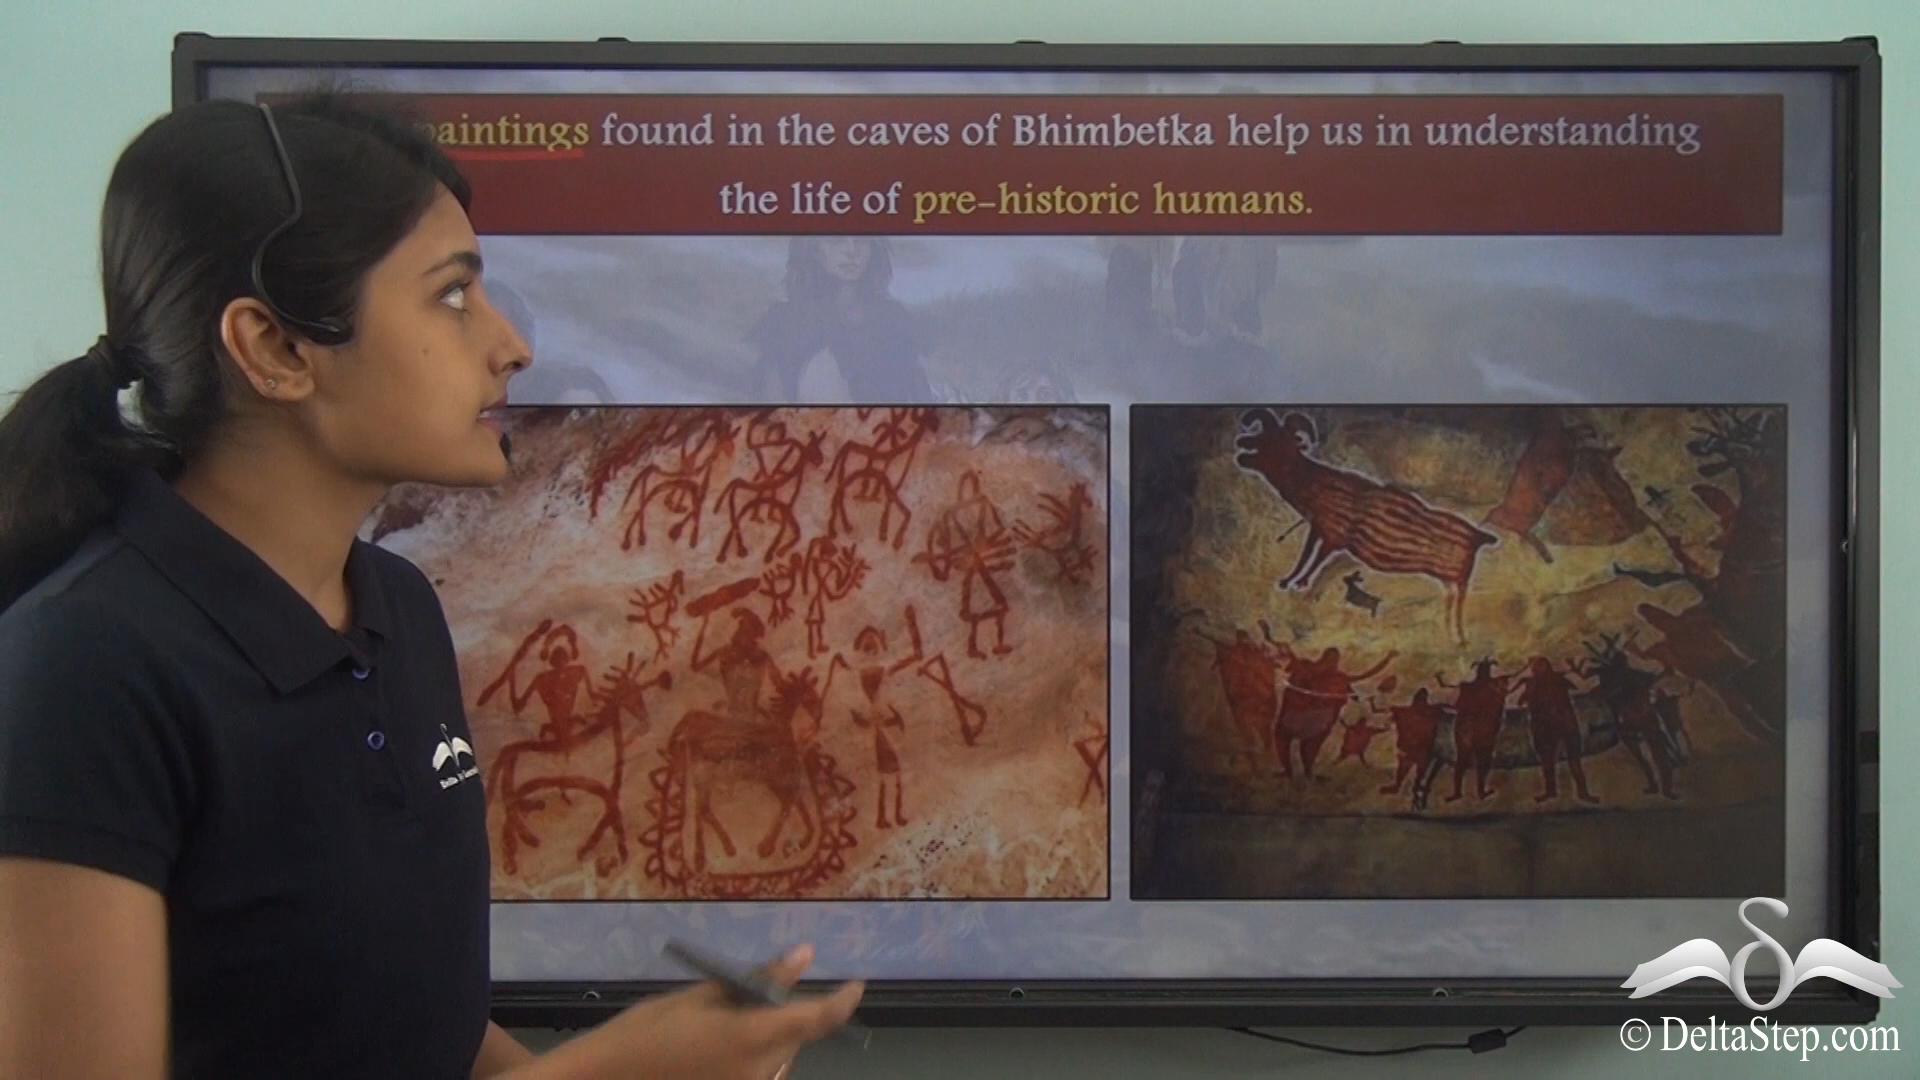 paintings found in the caves of Bhimbetka help us in understanding
the life of pre-historic humans.
© DeltaStep.com